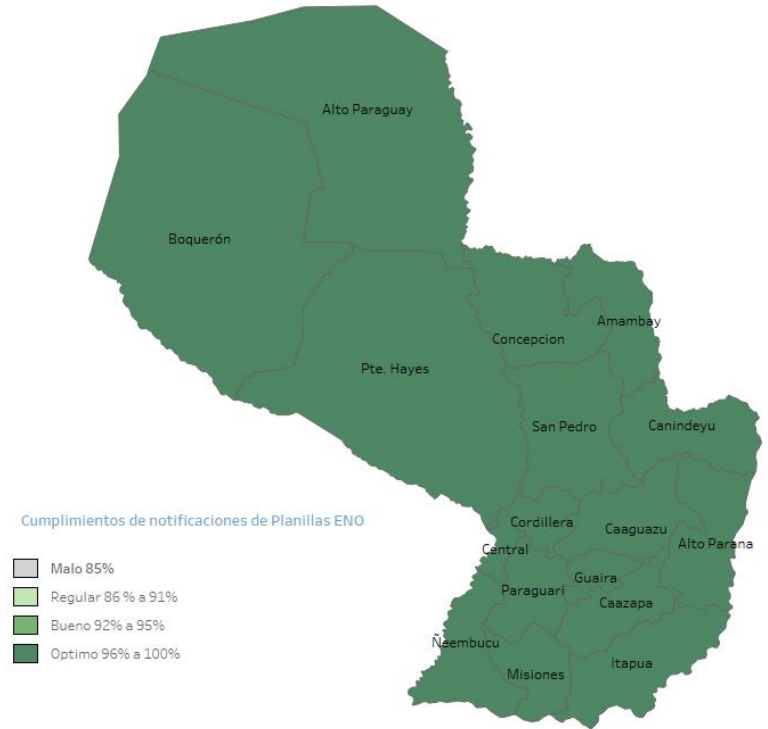 Alto Paraguay
Boquerón
Amambay
Concepcion
Pte. Hayes
San Pedro
Canindeyu
Cumplimientos de notificaciones de Planillas ENO
Cordillera
Caaguazu
Alto Parana
Central
Malo 85%
Guaira
Regular 86 % a 91%
Paraguari
Caazapa
Bueno 92% a 95%
Ñeembucu
Optimo 96% a 100%
Itapua
Misiones